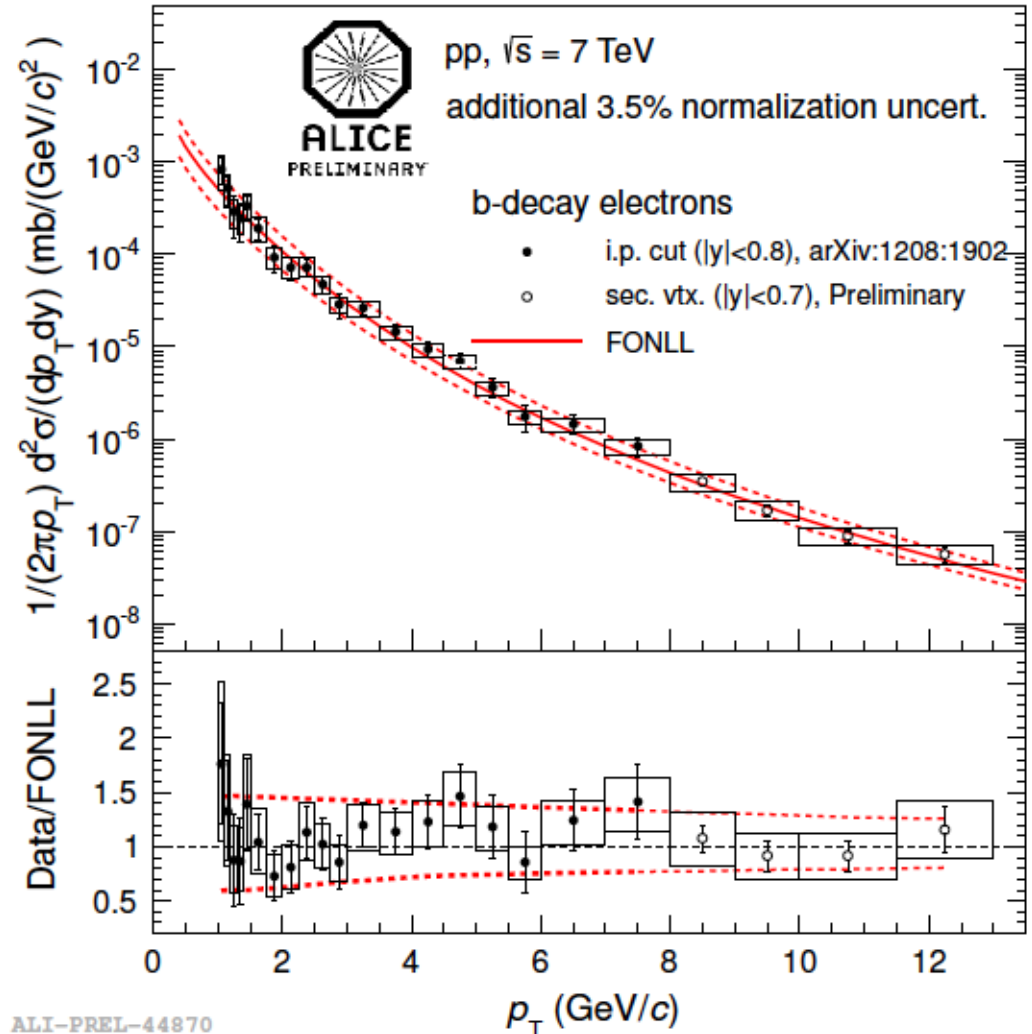 pp, √s = 7 TeV
additional 3.5% normalization uncert.
ALICE
PRELIMINARY
b-decay electrons
i.p. cut (|y|<0.8), arXiv:1208:1902
sec. vtx. (|y|<0.7), Preliminary
FONLL
1/(2πp_T) d²σ/(dp_Tdy) (mb/(GeV/c)²)
10⁻²
10⁻³
10⁻⁴
10⁻⁵
10⁻⁶
10⁻⁷
10⁻⁸
Data/FONLL
2.5
2
1.5
1
0.5
0 2 4 6 8 10 12
p_T (GeV/c)
ALI-PREL-44870